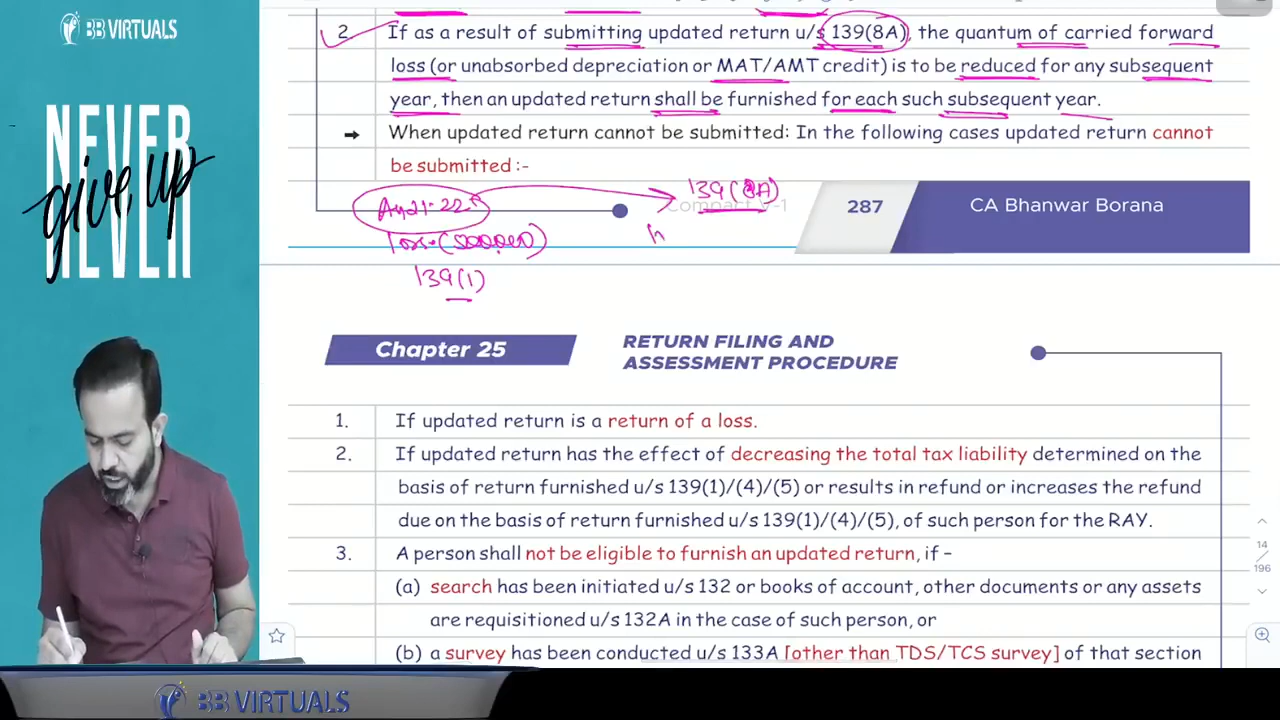 BB VIRTUALS
NEVER
give up
NEVER
2. If as a result of submitting updated return u/s 139(8A), the quantum of carried forward
loss (or unabsorbed depreciation or MAT/AMT credit) is to be reduced for any subsequent
year, then an updated return shall be furnished for each such subsequent year.
→ When updated return cannot be submitted: In the following cases updated return cannot
be submitted :-
Ay 21-22
139(8A)
Compact V-1
287
CA Bhanwar Borana
loss
139(1)
Chapter 25
RETURN FILING AND
ASSESSMENT PROCEDURE
1. If updated return is a return of a loss.
2. If updated return has the effect of decreasing the total tax liability determined on the
basis of return furnished u/s 139(1)/(4)/(5) or results in refund or increases the refund
due on the basis of return furnished u/s 139(1)/(4)/(5), of such person for the RAY.
3. A person shall not be eligible to furnish an updated return, if –
(a) search has been initiated u/s 132 or books of account, other documents or any assets
are requisitioned u/s 132A in the case of such person, or
(b) a survey has been conducted u/s 133A [other than TDS/TCS survey] of that section
14
196
BB VIRTUALS